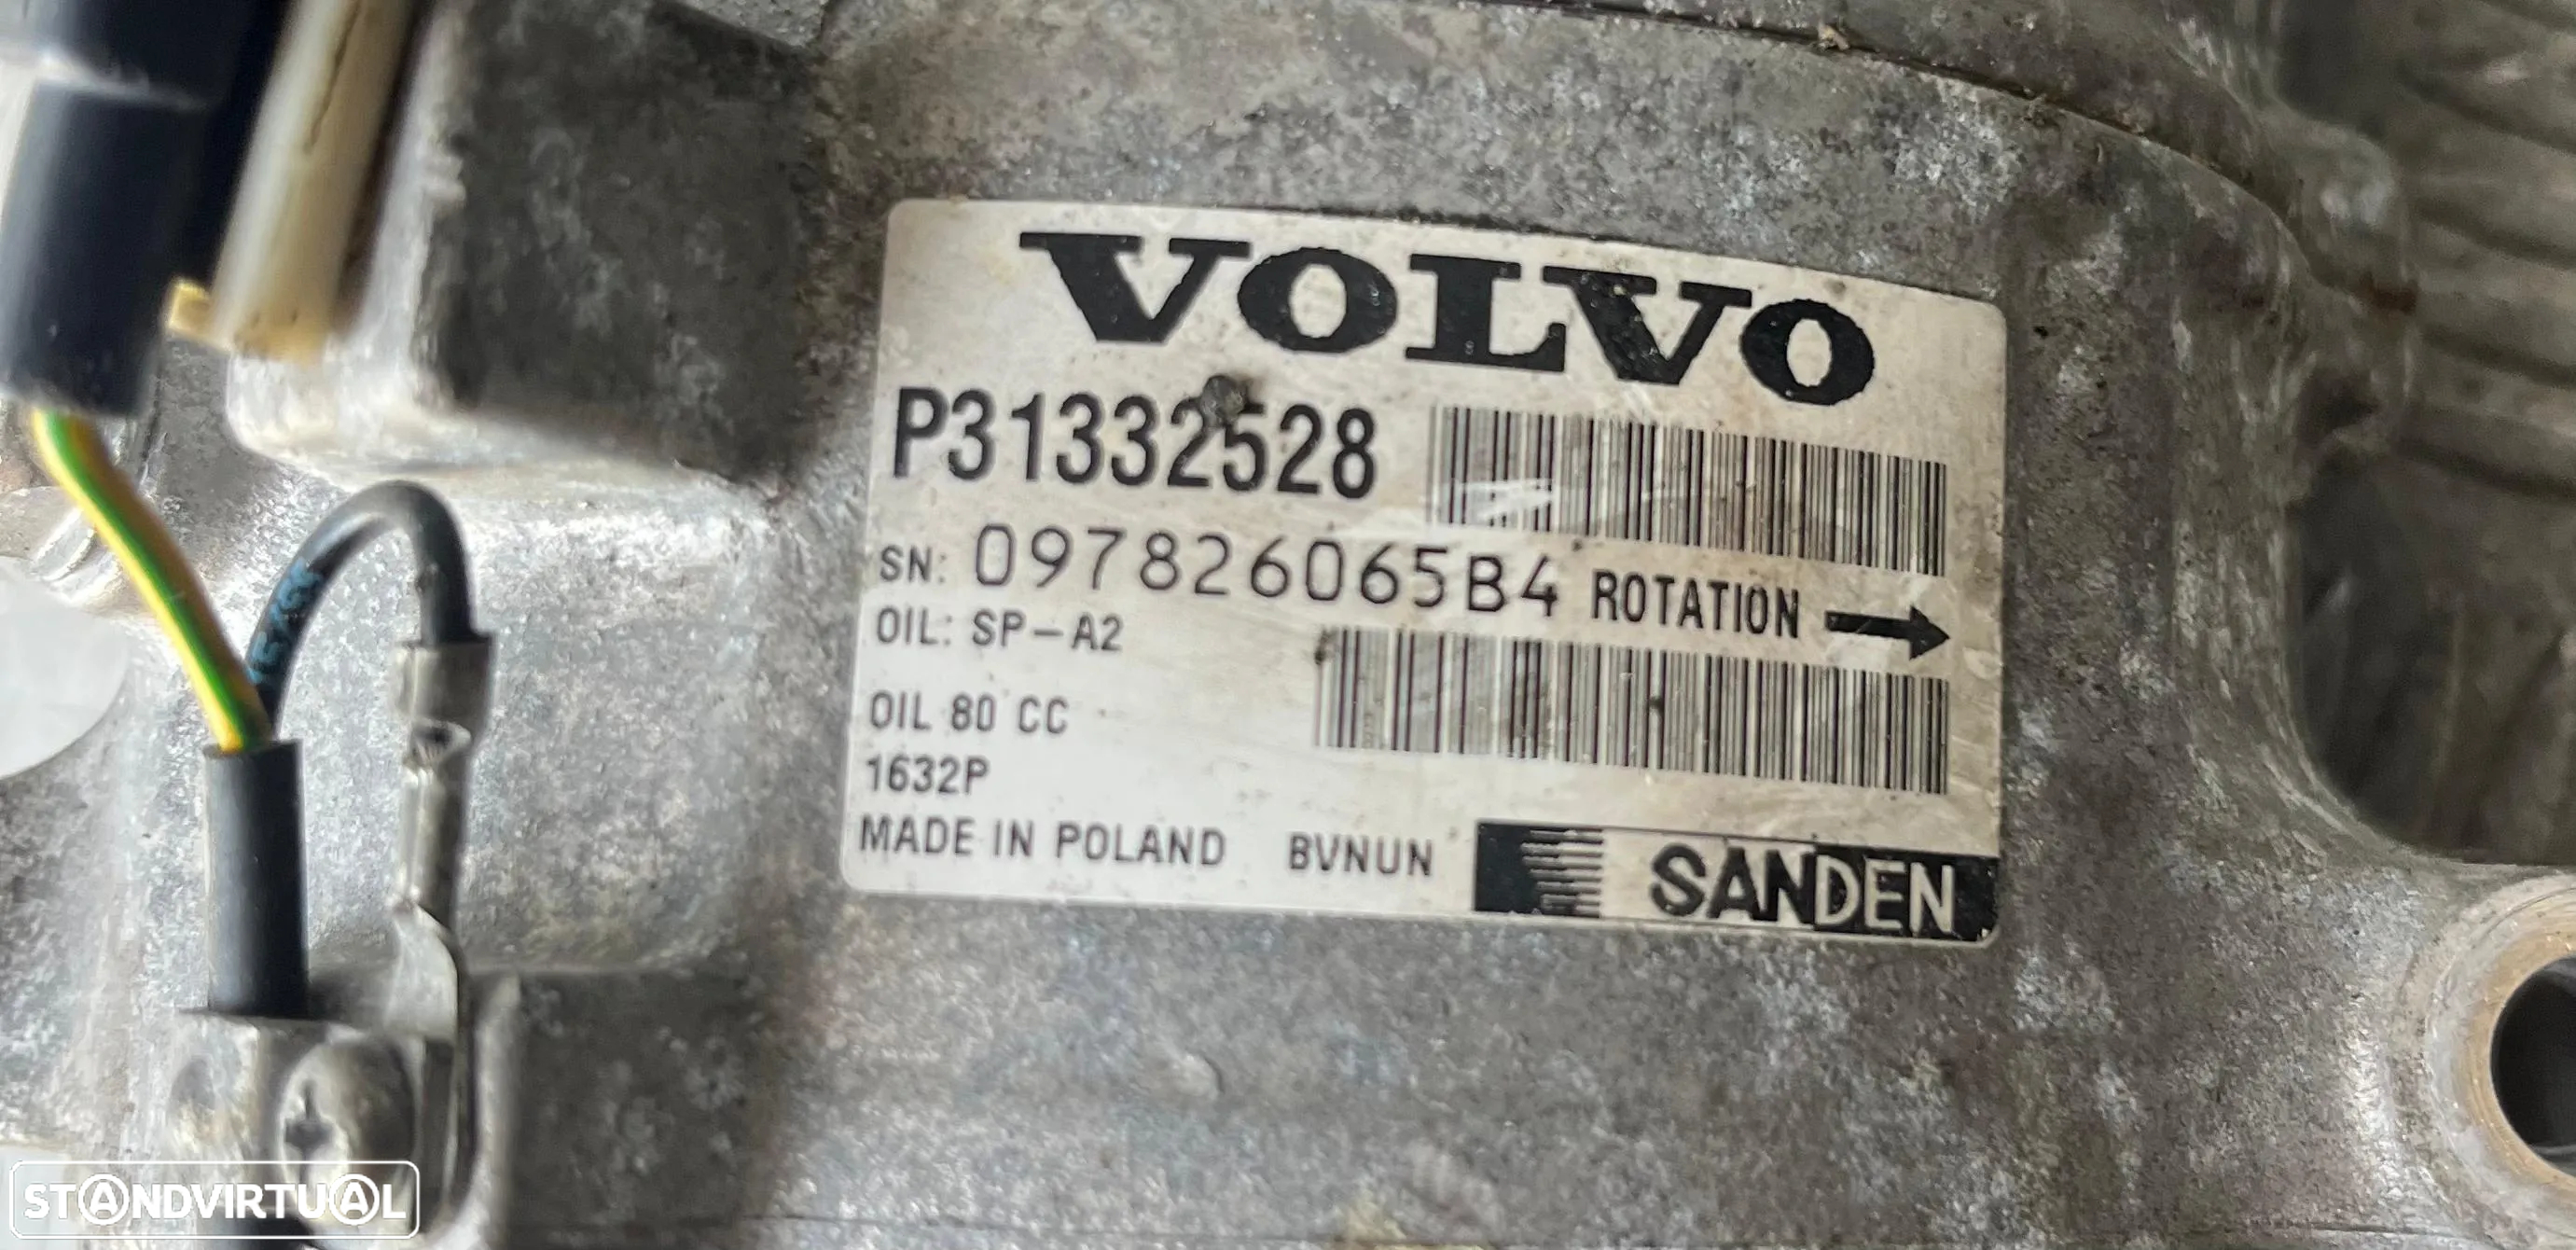 VOLVO
P31332528
SN: 097826065B4 ROTATION
OIL: SP-A2
OIL 80 CC
1632P
MADE IN POLAND BVNUN
SANDEN
STANDVIRTUAL